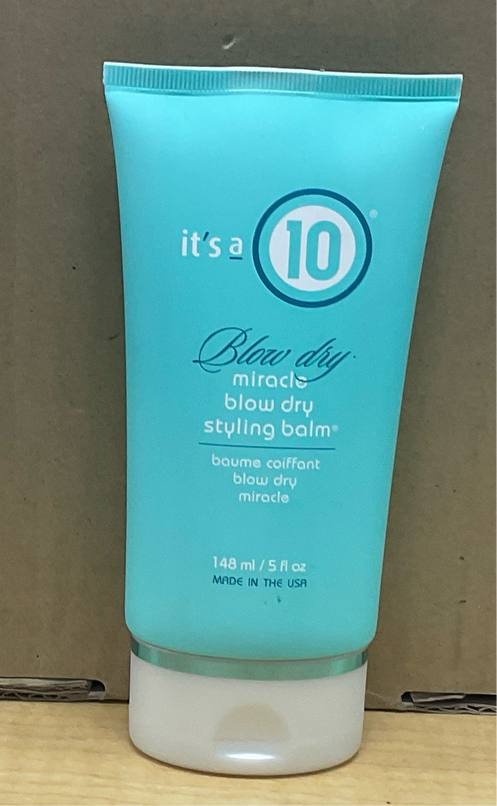 it's a 10®
Blow dry
miracle
blow dry
styling balm®
baume coiffant
blow dry
miracle
148 ml / 5 fl oz
MADE IN THE USA